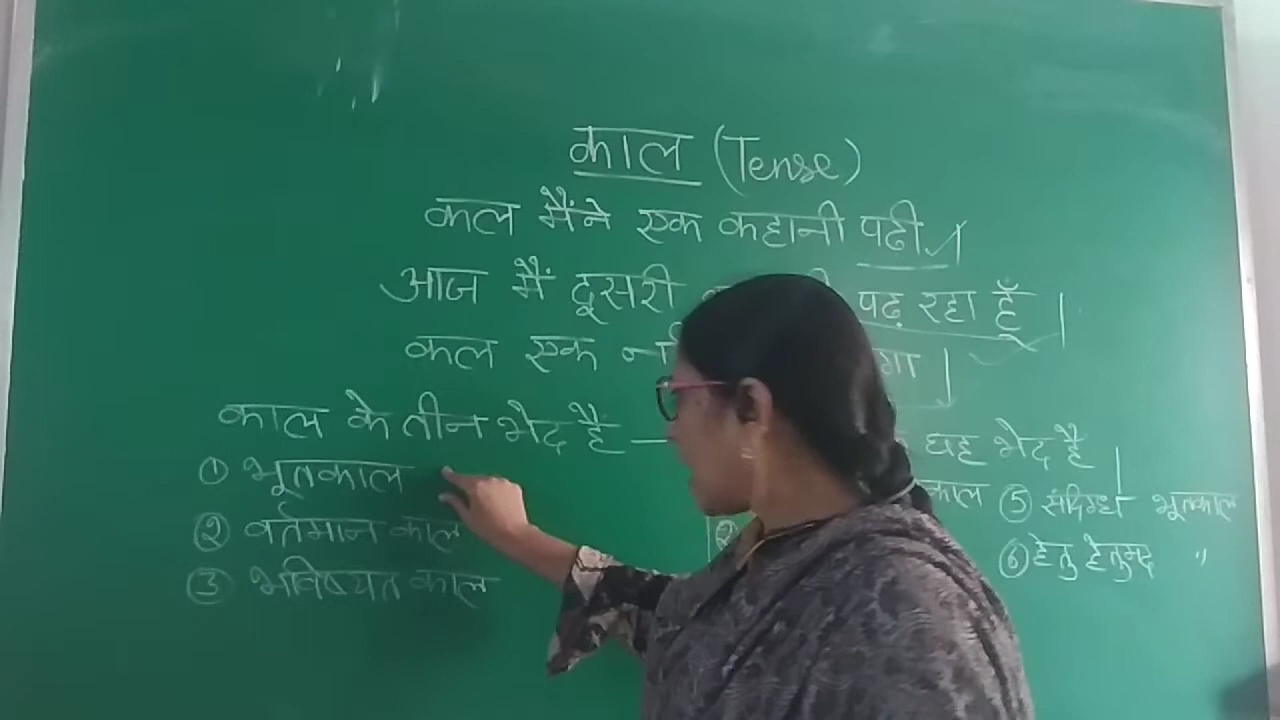 काल (Tense)
कल मैंने एक कहानी पढी।
आज मैं दूसरी पढ़ रहा हूँ।
कल एक
काल के तीन भेद हैं —
① भूतकाल
② वर्तमान काल
③ भविष्यत काल
छह भेद है।
काल
②
⑤ संदिग्ध भूतकाल
⑥ हेतु हेतुमद "